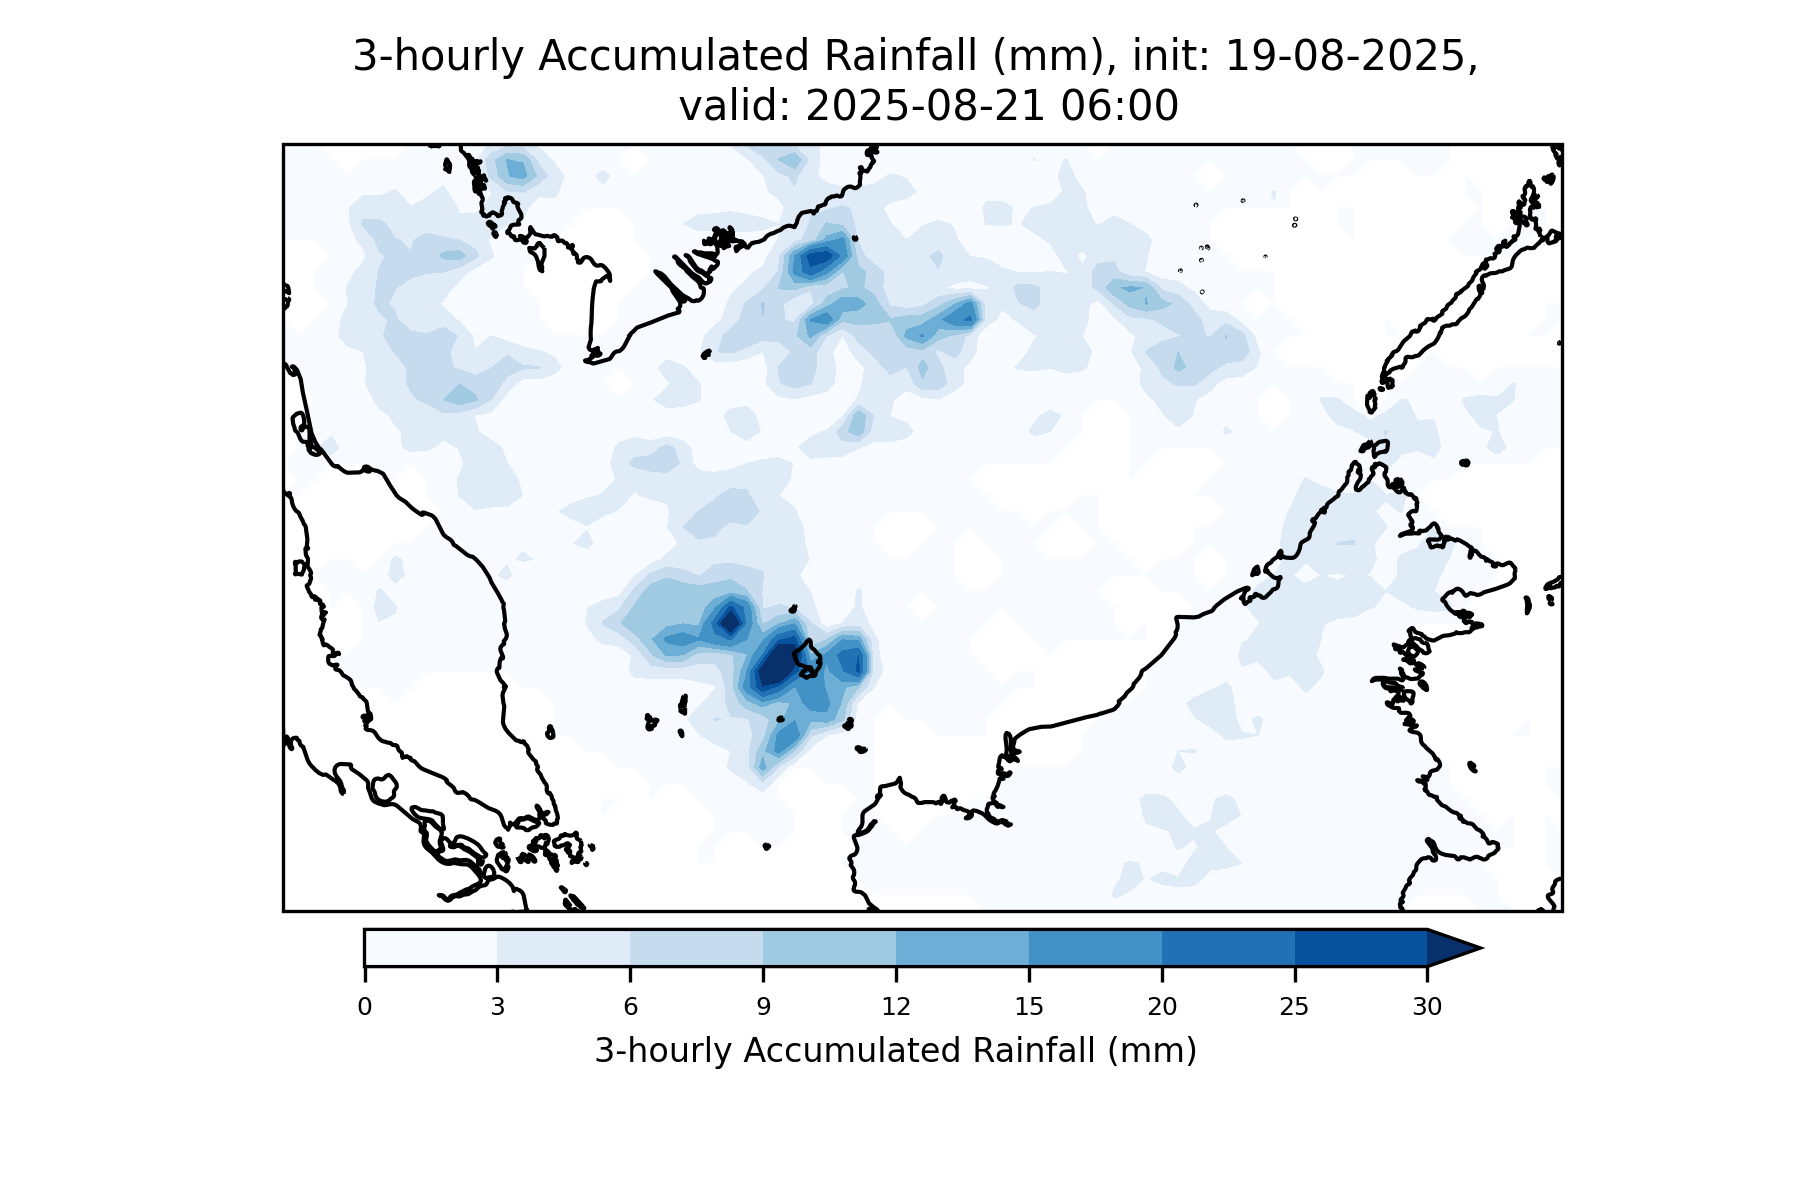 3-hourly Accumulated Rainfall (mm), init: 19-08-2025,
valid: 2025-08-21 06:00
0 3 6 9 12 15 20 25 30
3-hourly Accumulated Rainfall (mm)